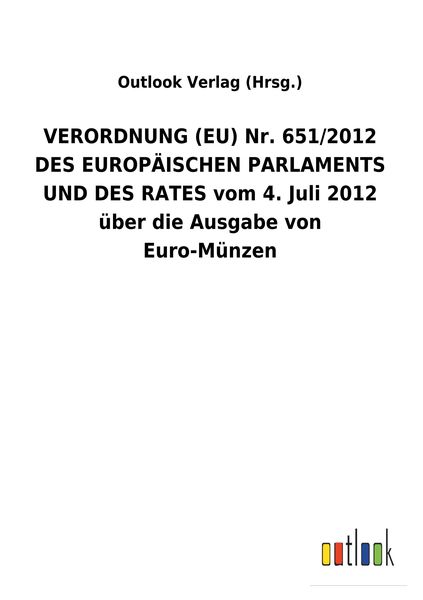 Outlook Verlag (Hrsg.)
VERORDNUNG (EU) Nr. 651/2012
DES EUROPÄISCHEN PARLAMENTS
UND DES RATES vom 4. Juli 2012
über die Ausgabe von
Euro-Münzen
outlook